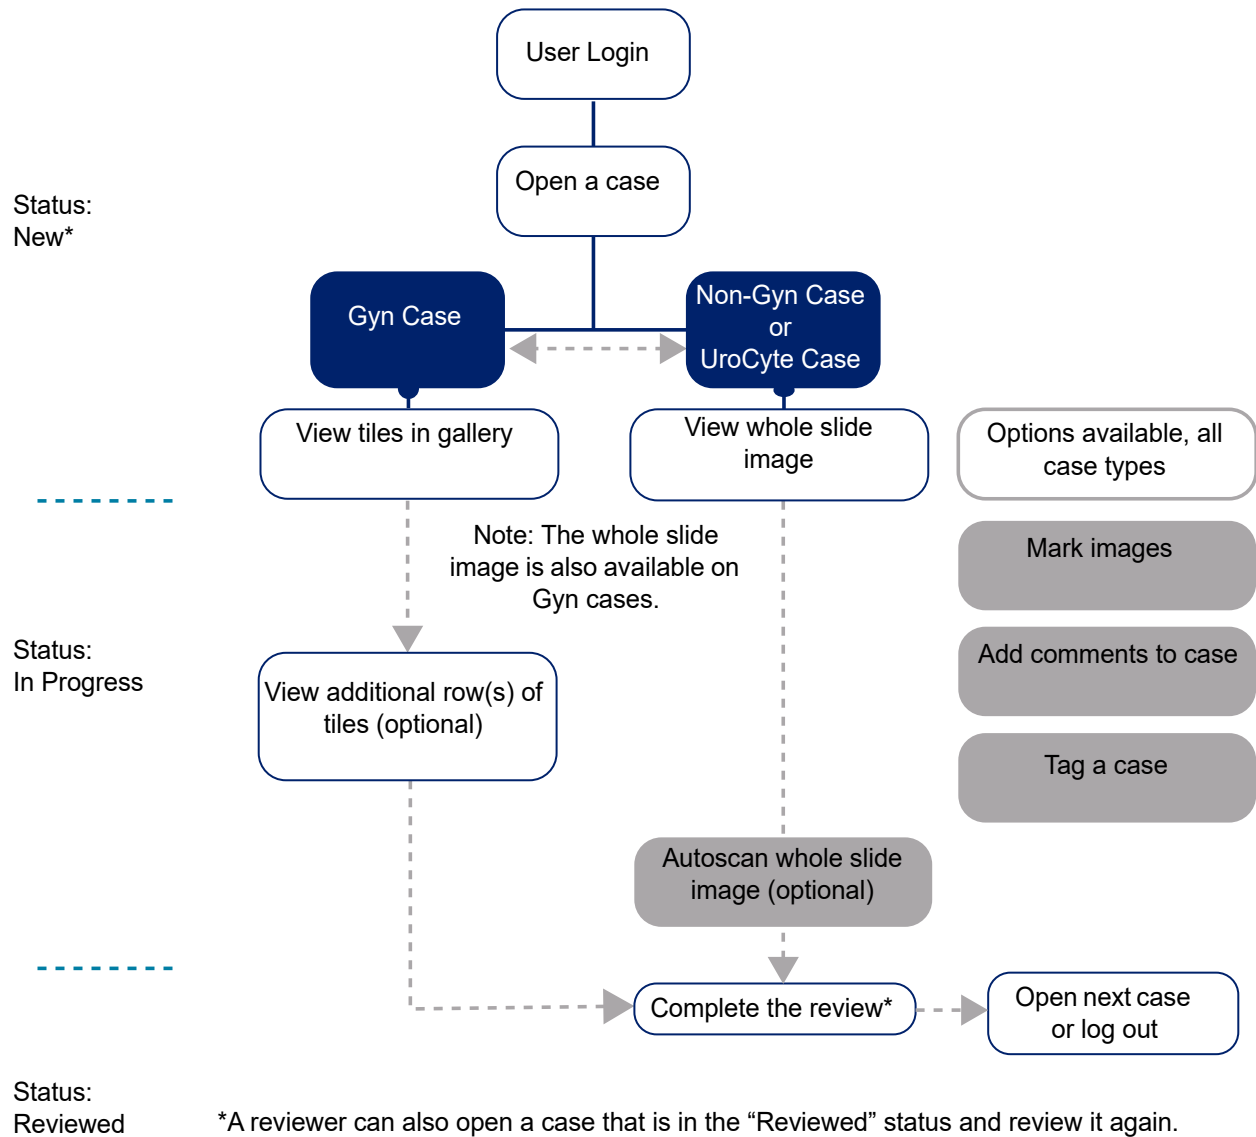 User Login
Open a case
Status:
New*
Gyn Case
Non-Gyn Case
or
UroCyte Case
View tiles in gallery
View whole slide
image
Options available, all
case types
Note: The whole slide
image is also available on
Gyn cases.
Mark images
Status:
In Progress
Add comments to case
View additional row(s) of
tiles (optional)
Tag a case
Autoscan whole slide
image (optional)
Complete the review*
Open next case
or log out
Status:
Reviewed
*A reviewer can also open a case that is in the “Reviewed” status and review it again.